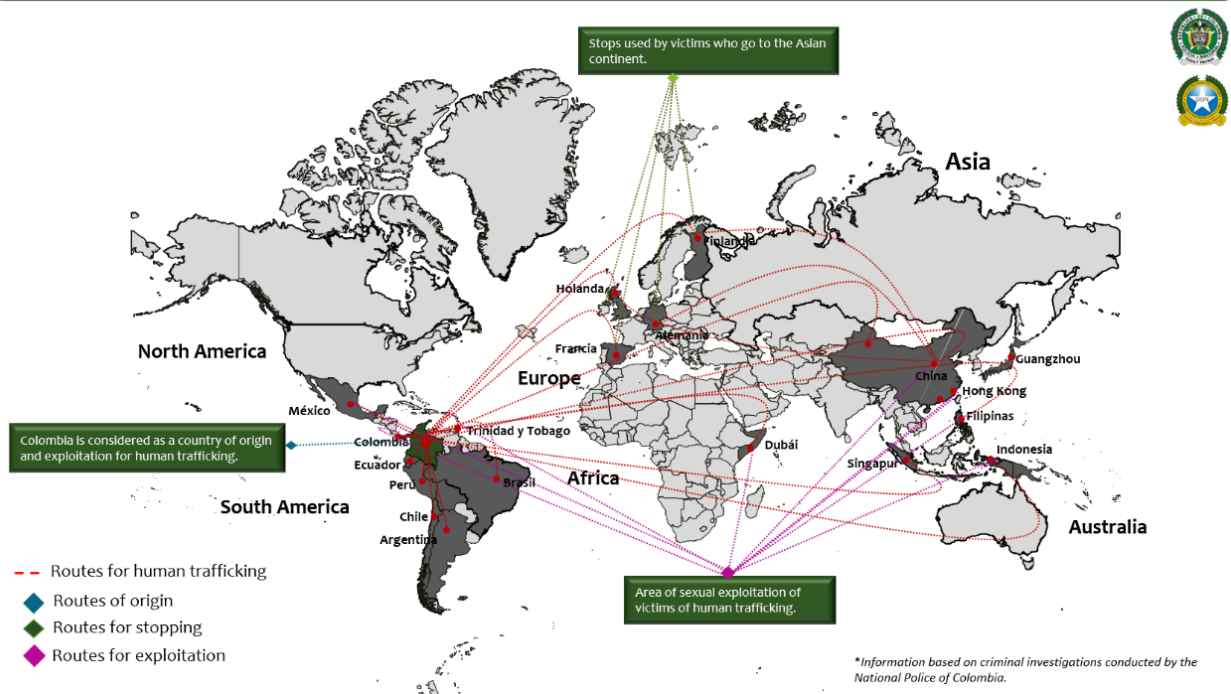 Stops used by victims who go to the Asian
continent.
Asia
Finlandia
Holanda
Alemania
North America
Francia
Guangzhou
Europe
China
Hong Kong
México
Filipinas
Trinidad y Tobago
Colombia is considered as a country of origin
and exploitation for human trafficking.
Colombia
Dubái
Indonesia
Ecuador
Singapur
Perú
Brasil
Africa
South America
Chile
Australia
Argentina
Routes for human trafficking
Area of sexual exploitation of
victims of human trafficking.
Routes of origin
Routes for stopping
Routes for exploitation
*Information based on criminal investigations conducted by the
National Police of Colombia.